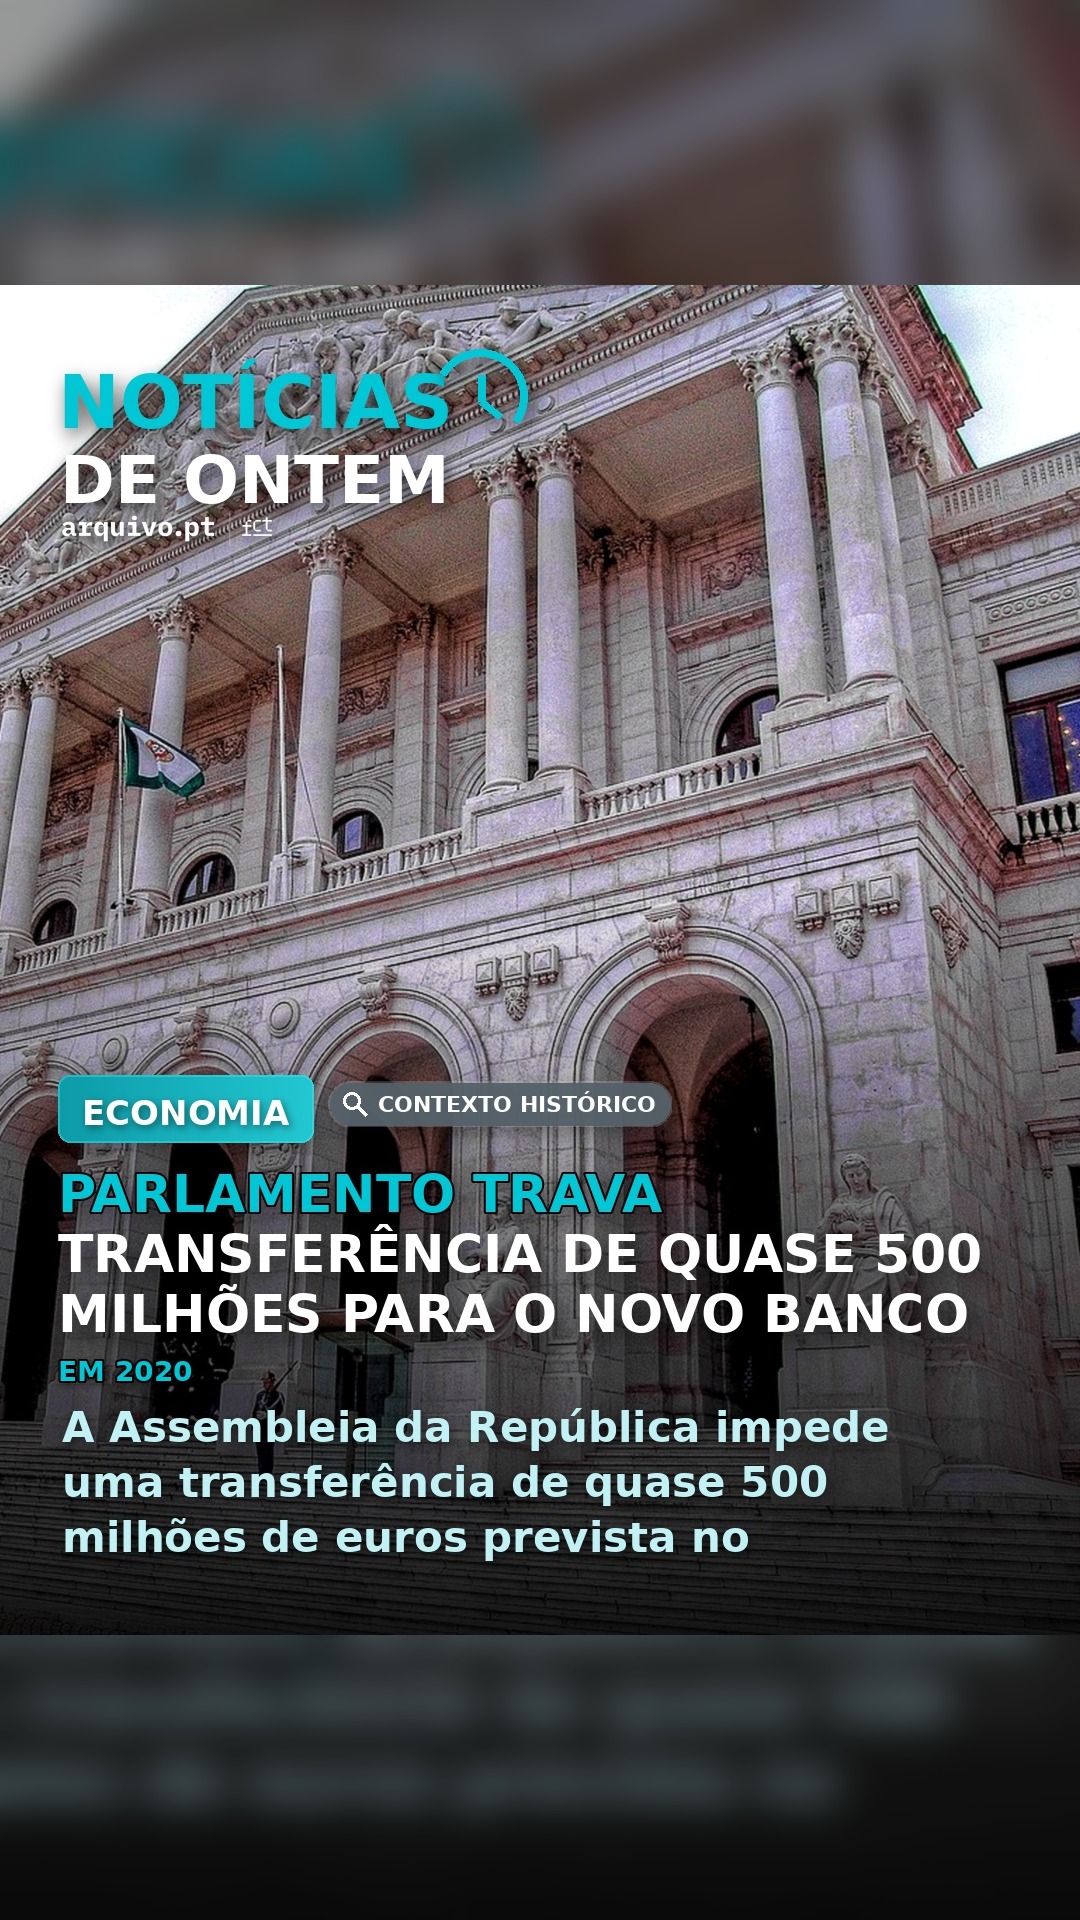 NOTÍCIAS
DE ONTEM
arquivo.pt fct
ECONOMIA
CONTEXTO HISTÓRICO
PARLAMENTO TRAVA
TRANSFERÊNCIA DE QUASE 500
MILHÕES PARA O NOVO BANCO
EM 2020
A Assembleia da República impede
uma transferência de quase 500
milhões de euros prevista no